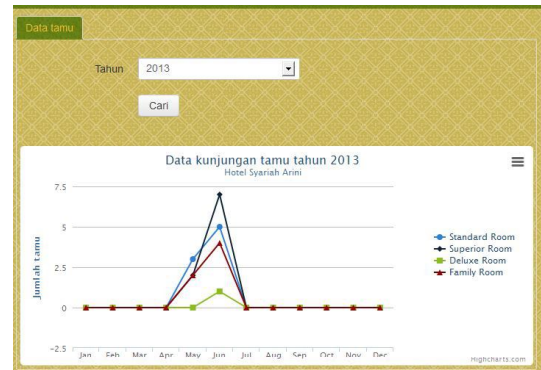 Data tamu
Tahun 2013
Cari
Data kunjungan tamu tahun 2013
Hotel Syariah Arini
Jumlah tamu
7.5
5
2.5
0
-2.5
Jan Feb Mar Apr May Jun Jul Aug Sep Oct Nov Dec
Standard Room
Superior Room
Deluxe Room
Family Room
Highcharts.com